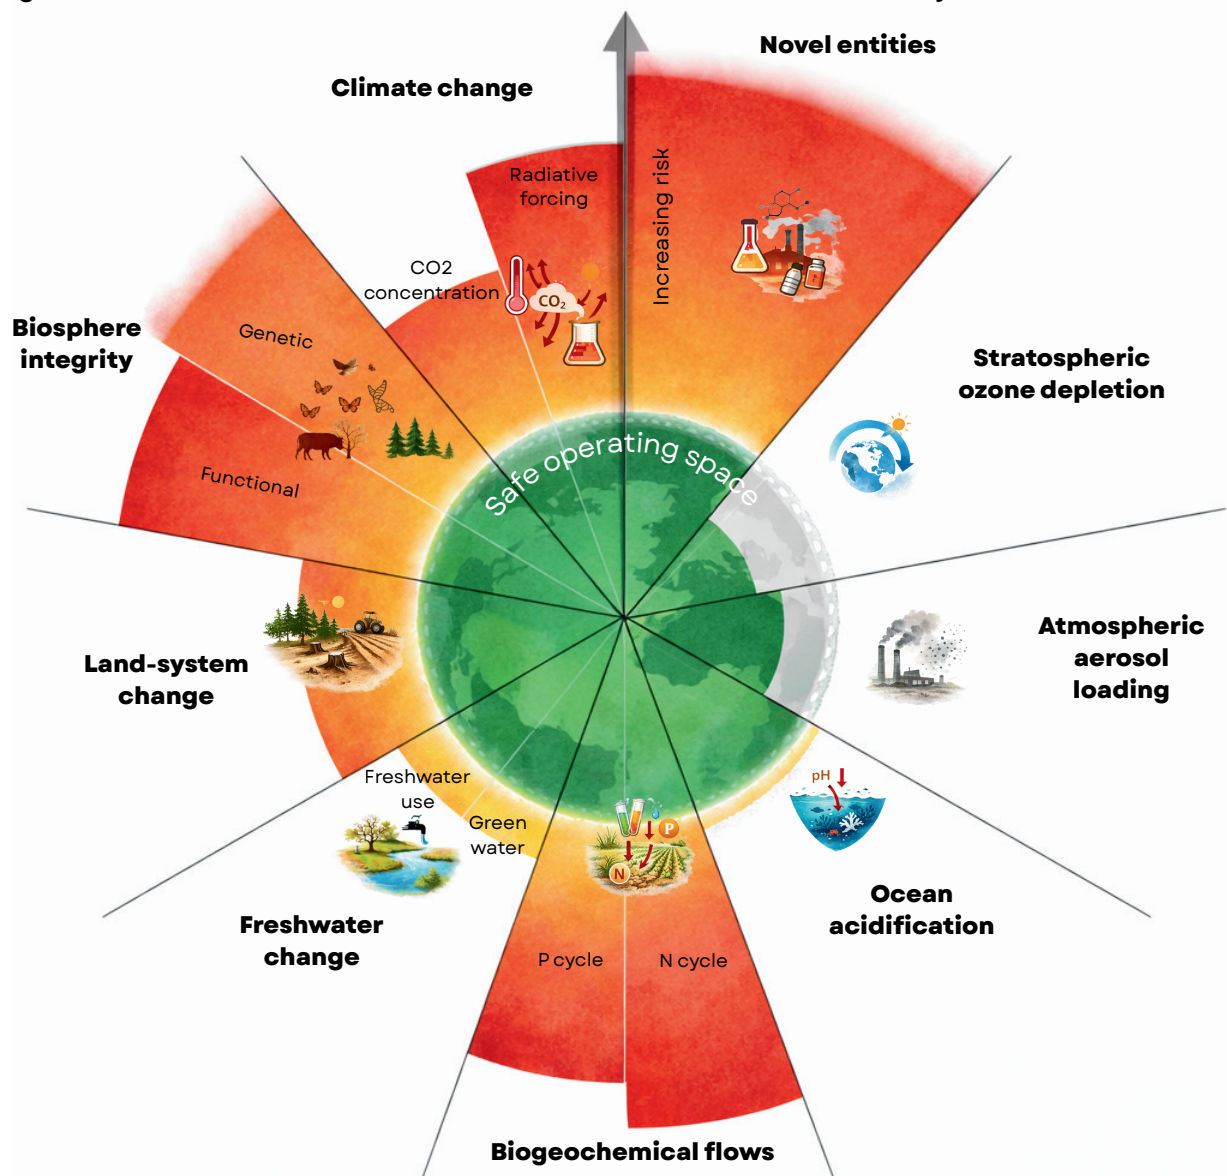 Novel entities
Climate change
Radiative
forcing
Increasing risk
CO2
concentration
CO₂
Biosphere
integrity
Genetic
Functional
Stratospheric
ozone depletion
Safe operating space
Atmospheric
aerosol
loading
Land-system
change
Freshwater
use
Green
water
pH
P
N
Ocean
acidification
Freshwater
change
P cycle
N cycle
Biogeochemical flows